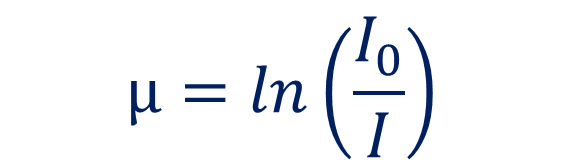 μ = ln (I₀/I)